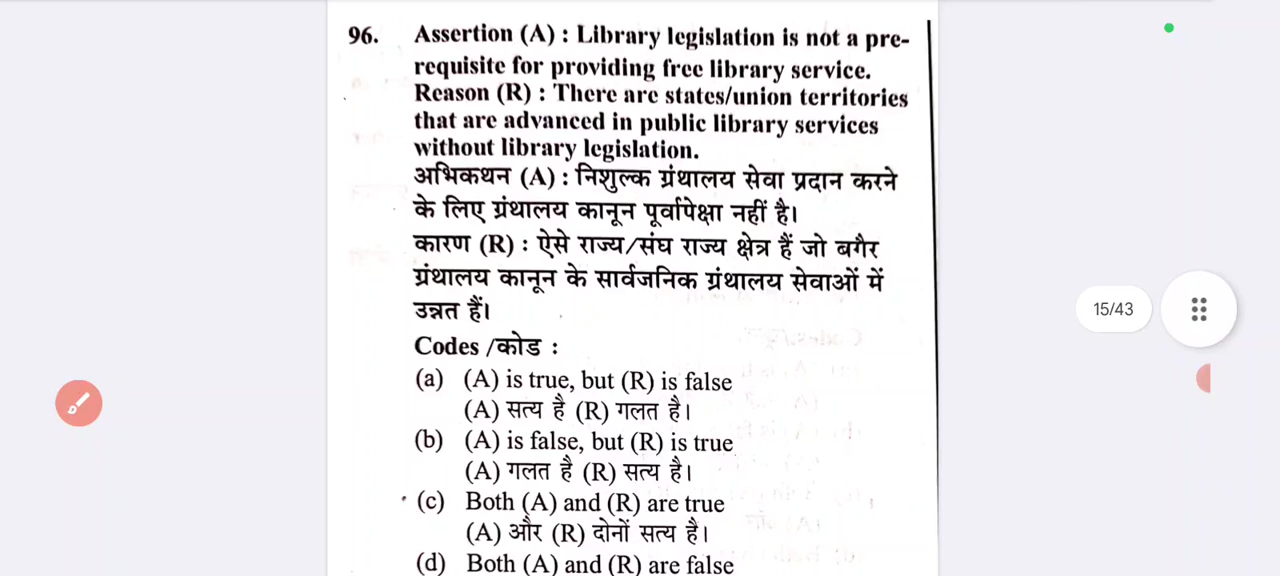 96. Assertion (A) : Library legislation is not a pre-
requisite for providing free library service.
Reason (R) : There are states/union territories
that are advanced in public library services
without library legislation.
अभिकथन (A) : निशुल्क ग्रंथालय सेवा प्रदान करने
के लिए ग्रंथालय कानून पूर्वापेक्षा नहीं है।
कारण (R) : ऐसे राज्य/संघ राज्य क्षेत्र हैं जो बगैर
ग्रंथालय कानून के सार्वजनिक ग्रंथालय सेवाओं में
उन्नत हैं।
Codes /कोड :
(a) (A) is true, but (R) is false
(A) सत्य है (R) गलत है।
(b) (A) is false, but (R) is true
(A) गलत है (R) सत्य है।
(c) Both (A) and (R) are true
(A) और (R) दोनों सत्य है।
(d) Both (A) and (R) are false
15/43